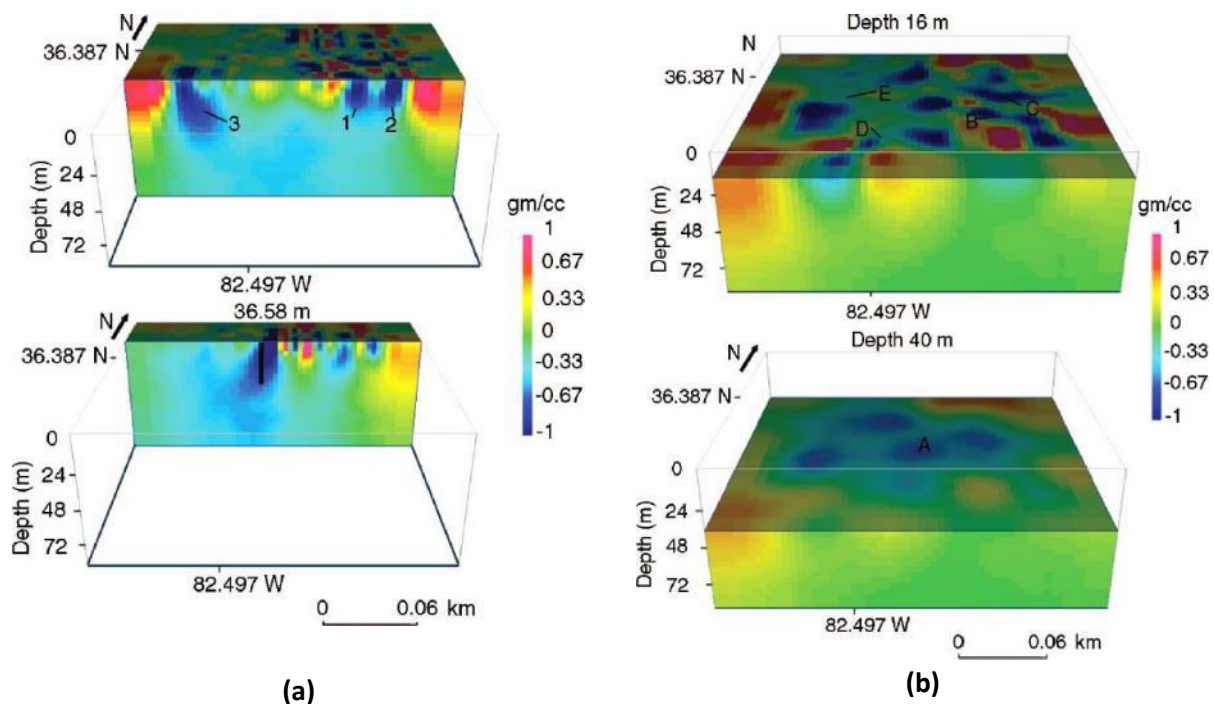 N
36.387 N
3
1
2
0
24
48
72
Depth (m)
82.497 W
gm/cc
1
0.67
0.33
0
-0.33
-0.67
-1
36.58 m
N
36.387 N
0
24
48
72
Depth (m)
82.497 W
0 0.06 km
(a)
Depth 16 m
N
36.387 N
E
C
B
D
0
24
48
72
Depth (m)
82.497 W
gm/cc
1
0.67
0.33
0
-0.33
-0.67
-1
Depth 40 m
N
36.387 N
A
0
24
48
72
Depth (m)
82.497 W
0 0.06 km
(b)